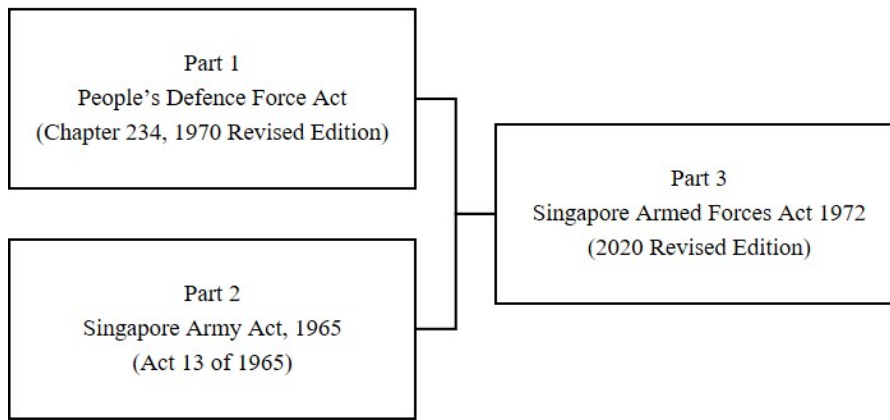 Part 1
People’s Defence Force Act
(Chapter 234, 1970 Revised Edition)
Part 2
Singapore Army Act, 1965
(Act 13 of 1965)
Part 3
Singapore Armed Forces Act 1972
(2020 Revised Edition)